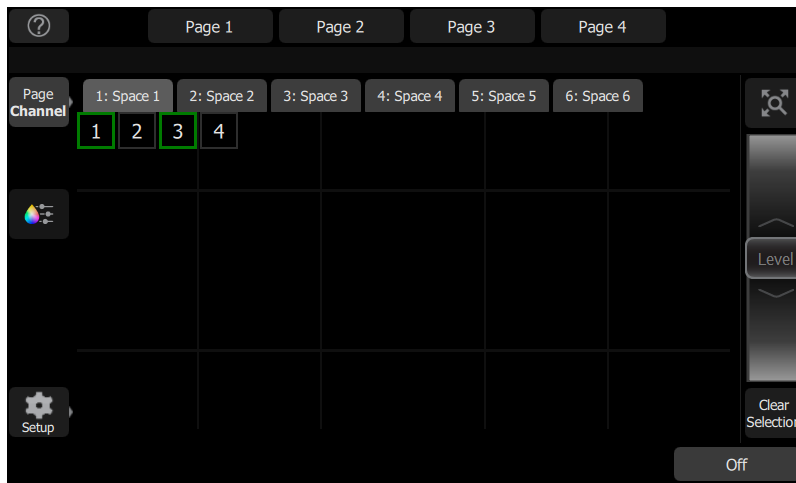 ?
Page 1 Page 2 Page 3 Page 4
Page
Channel
1: Space 1 2: Space 2 3: Space 3 4: Space 4 5: Space 5 6: Space 6
1 2 3 4
Level
Setup
Clear
Selection
Off